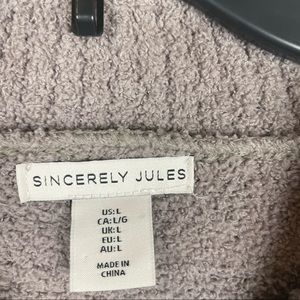 SINCERELY JULES
US: L
CA: L/G
UK: L
EU: L
AU: L
MADE IN
CHINA